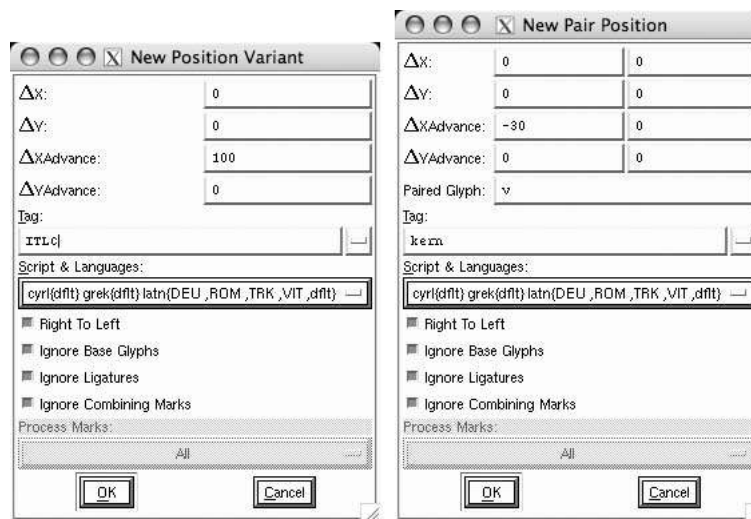 New Position Variant
ΔX: 0
ΔY: 0
ΔXAdvance: 100
ΔYAdvance: 0
Tag:
ITLC
Script & Languages:
cyrl{dflt} grek{dflt} latn{DEU ,ROM ,TRK ,VIT ,dflt}
Right To Left
Ignore Base Glyphs
Ignore Ligatures
Ignore Combining Marks
Process Marks:
All
OK Cancel
New Pair Position
ΔX: 0 0
ΔY: 0 0
ΔXAdvance: -30 0
ΔYAdvance: 0 0
Paired Glyph: v
Tag:
kern
Script & Languages:
cyrl{dflt} grek{dflt} latn{DEU ,ROM ,TRK ,VIT ,dflt}
Right To Left
Ignore Base Glyphs
Ignore Ligatures
Ignore Combining Marks
Process Marks:
All
OK Cancel